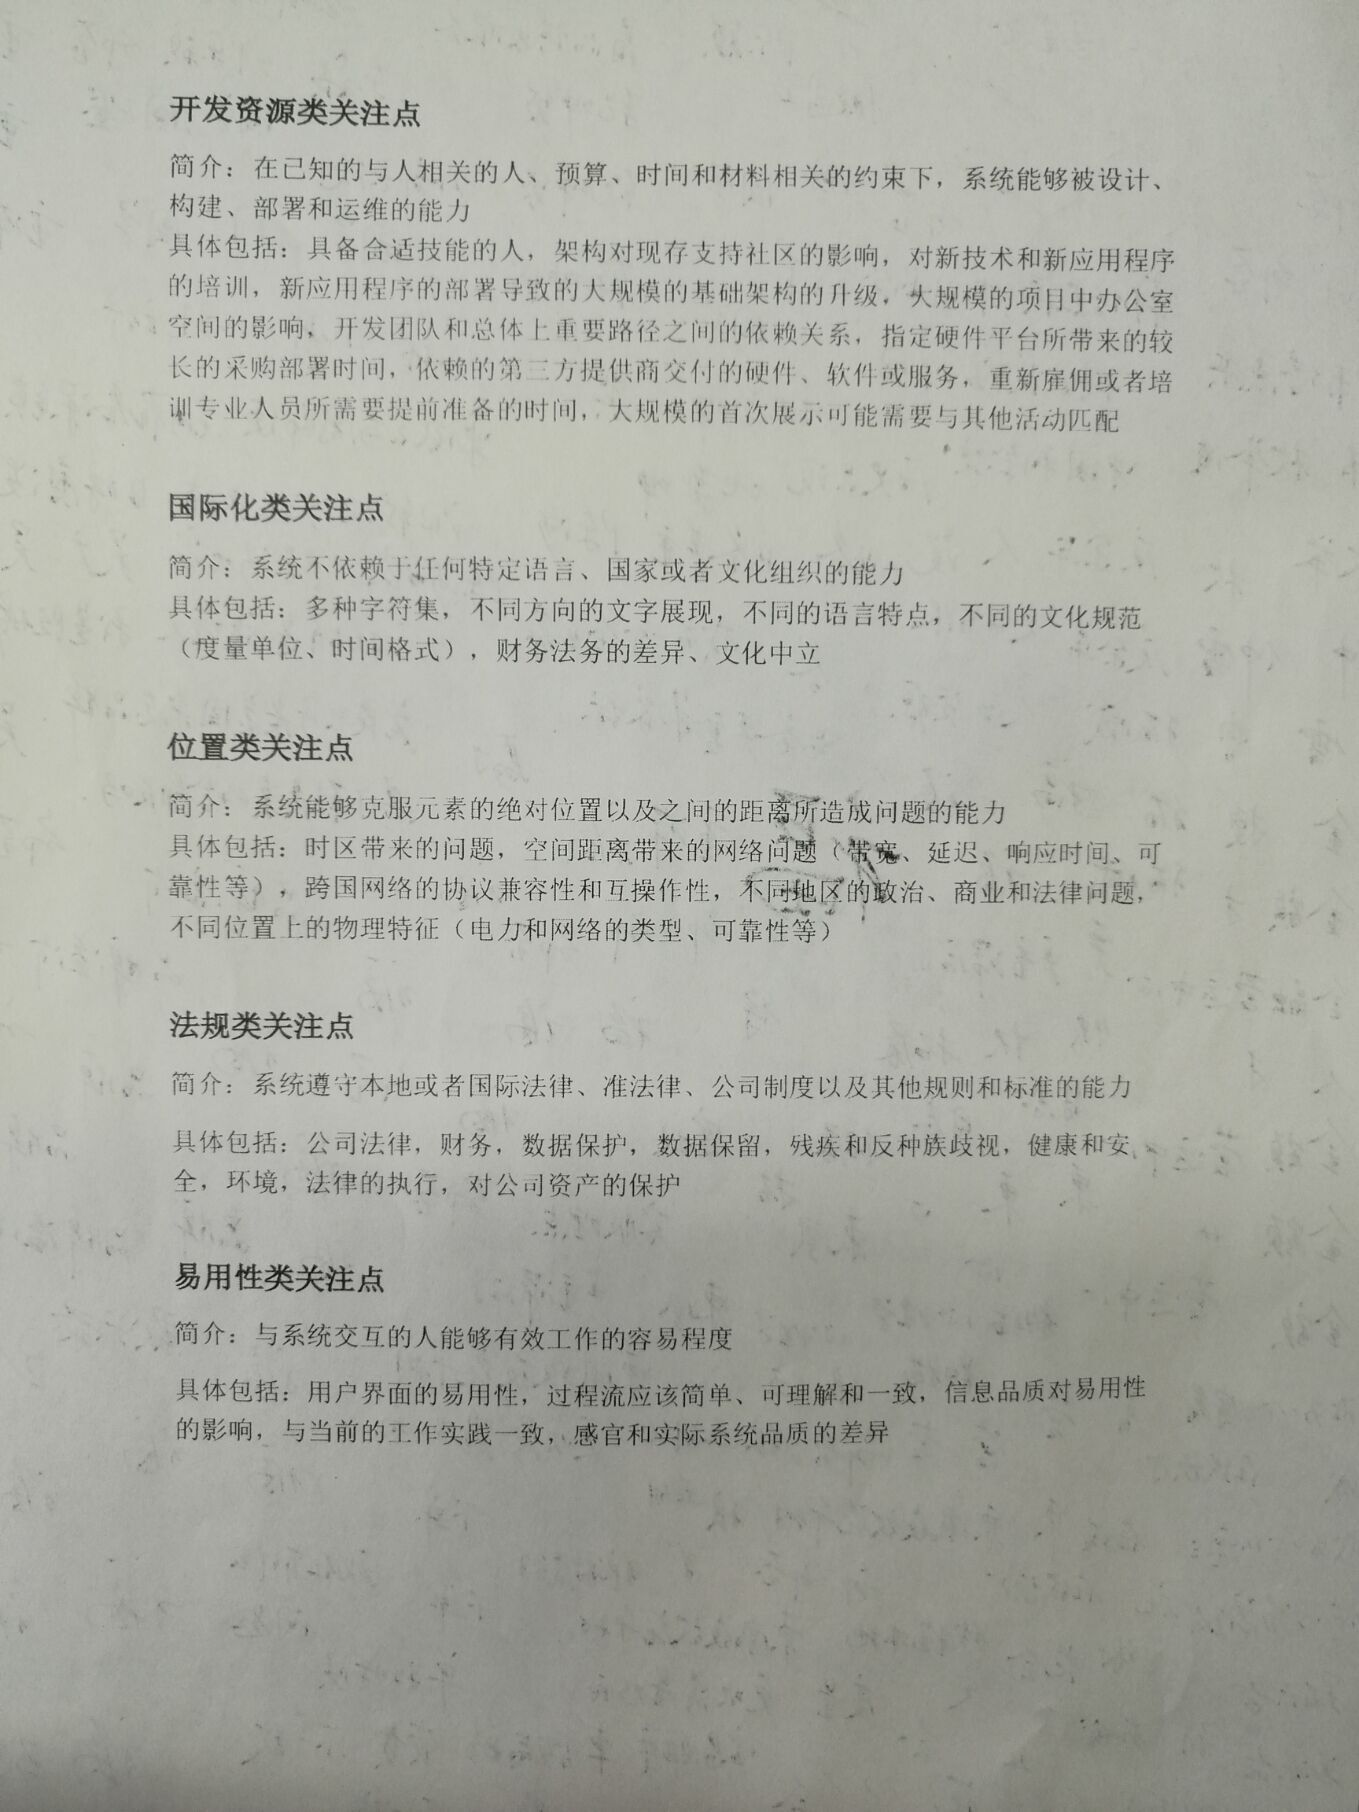 开发资源类关注点
简介：在已知的与人相关的人、预算、时间和材料相关的约束下，系统能够被设计、
构建、部署和运维的能力
具体包括：具备合适技能的人，架构对现存支持社区的影响，对新技术和新应用程序
的培训，新应用程序的部署导致的大规模的基础架构的升级，大规模的项目中办公室
空间的影响，开发团队和总体上重要路径之间的依赖关系，指定硬件平台所带来的较
长的采购部署时间，依赖的第三方提供商交付的硬件、软件或服务，重新雇佣或者培
训专业人员所需要提前准备的时间，大规模的首次展示可能需要与其他活动匹配
国际化类关注点
简介：系统不依赖于任何特定语言、国家或者文化组织的能力
具体包括：多种字符集，不同方向的文字展现，不同的语言特点，不同的文化规范
（度量单位、时间格式），财务法务的差异、文化中立
位置类关注点
简介：系统能够克服元素的绝对位置以及之间的距离所造成问题的能力
具体包括：时区带来的问题，空间距离带来的网络问题（带宽、延迟、响应时间、可
靠性等），跨国网络的协议兼容性和互操作性，不同地区的政治、商业和法律问题，
不同位置上的物理特征（电力和网络的类型、可靠性等）
法规类关注点
简介：系统遵守本地或者国际法律、准法律、公司制度以及其他规则和标准的能力
具体包括：公司法律，财务，数据保护，数据保留，残疾和反种族歧视，健康和安
全，环境，法律的执行，对公司资产的保护
易用性类关注点
简介：与系统交互的人能够有效工作的容易程度
具体包括：用户界面的易用性，过程流应该简单、可理解和一致，信息品质对易用性
的影响，与当前的工作实践一致，感官和实际系统品质的差异